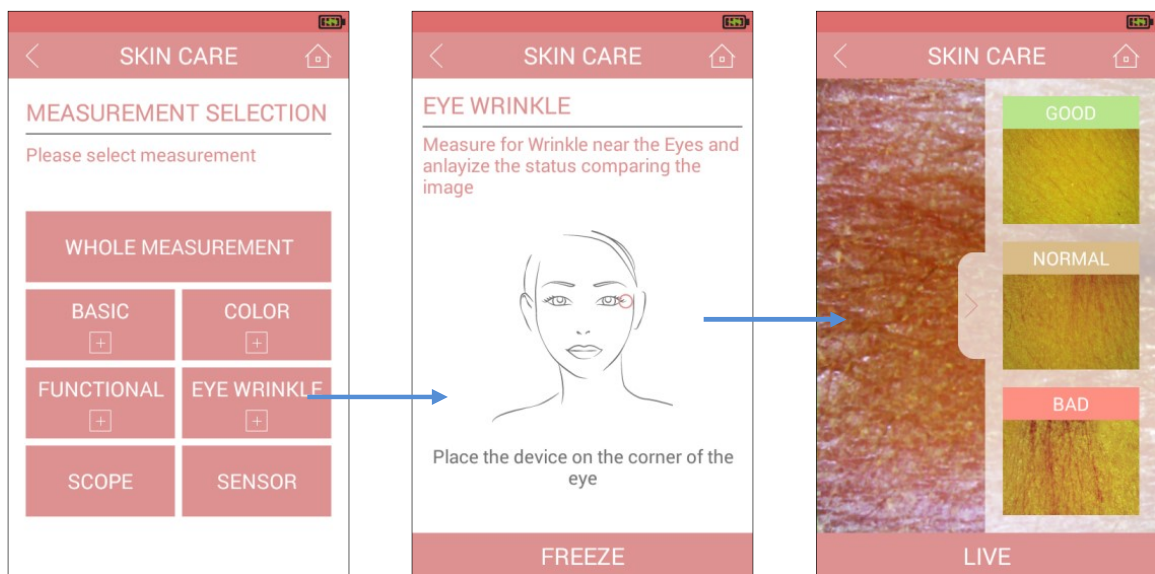 SKIN CARE
MEASUREMENT SELECTION
Please select measurement
WHOLE MEASUREMENT
BASIC
COLOR
FUNCTIONAL
EYE WRINKLE
SCOPE
SENSOR
SKIN CARE
EYE WRINKLE
Measure for Wrinkle near the Eyes and
anlayize the status comparing the
image
Place the device on the corner of the
eye
FREEZE
SKIN CARE
GOOD
NORMAL
BAD
LIVE